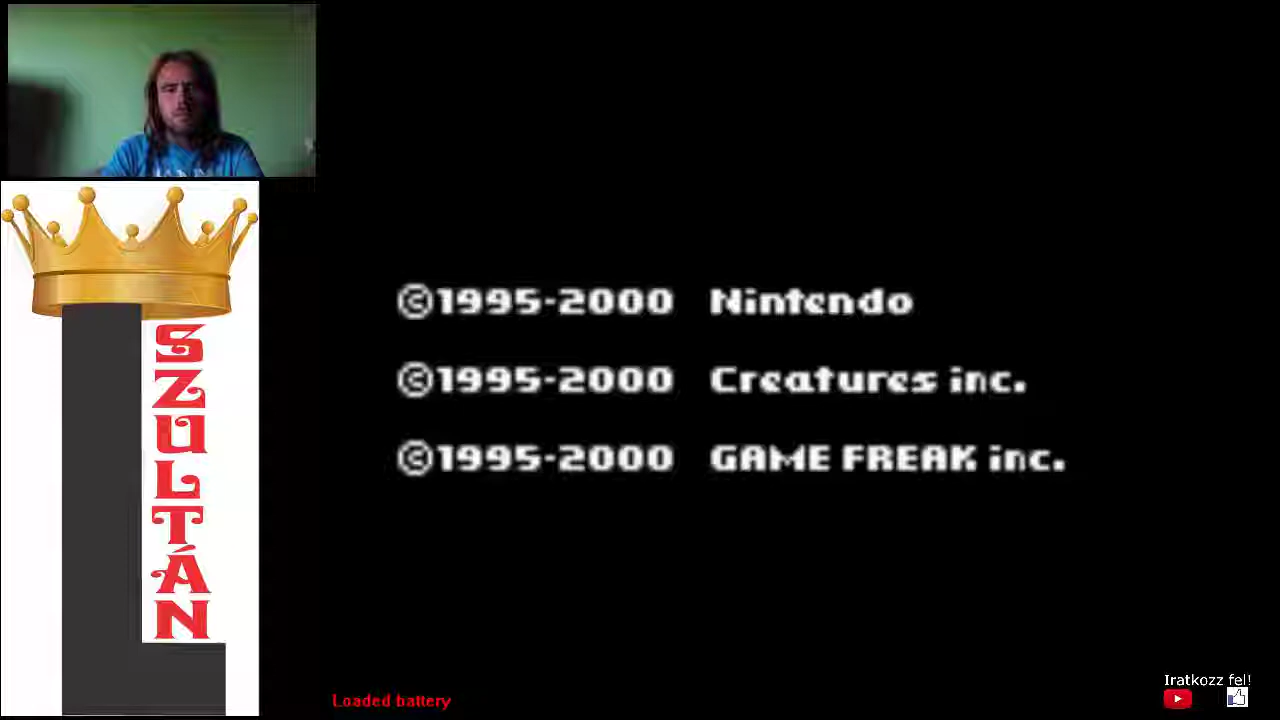 ©1995-2000 Nintendo
©1995-2000 Creatures inc.
©1995-2000 GAME FREAK inc.
L
SZULTÁN
Loaded battery
Iratkozz fel!